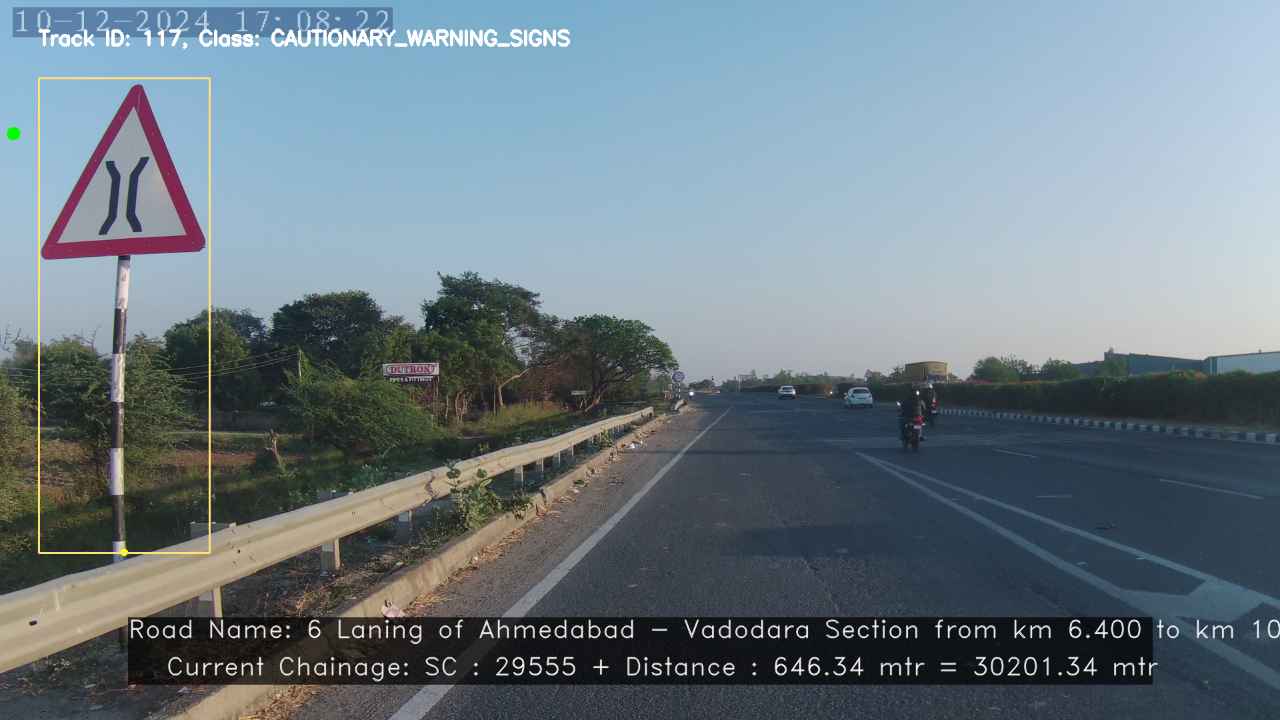 10-12-2024 17:08:22
Track ID: 117, Class: CAUTIONARY_WARNING_SIGNS
DUTRON
Road Name: 6 Laning of Ahmedabad - Vadodara Section from km 6.400 to km 10
Current Chainage: SC : 29555 + Distance : 646.34 mtr = 30201.34 mtr